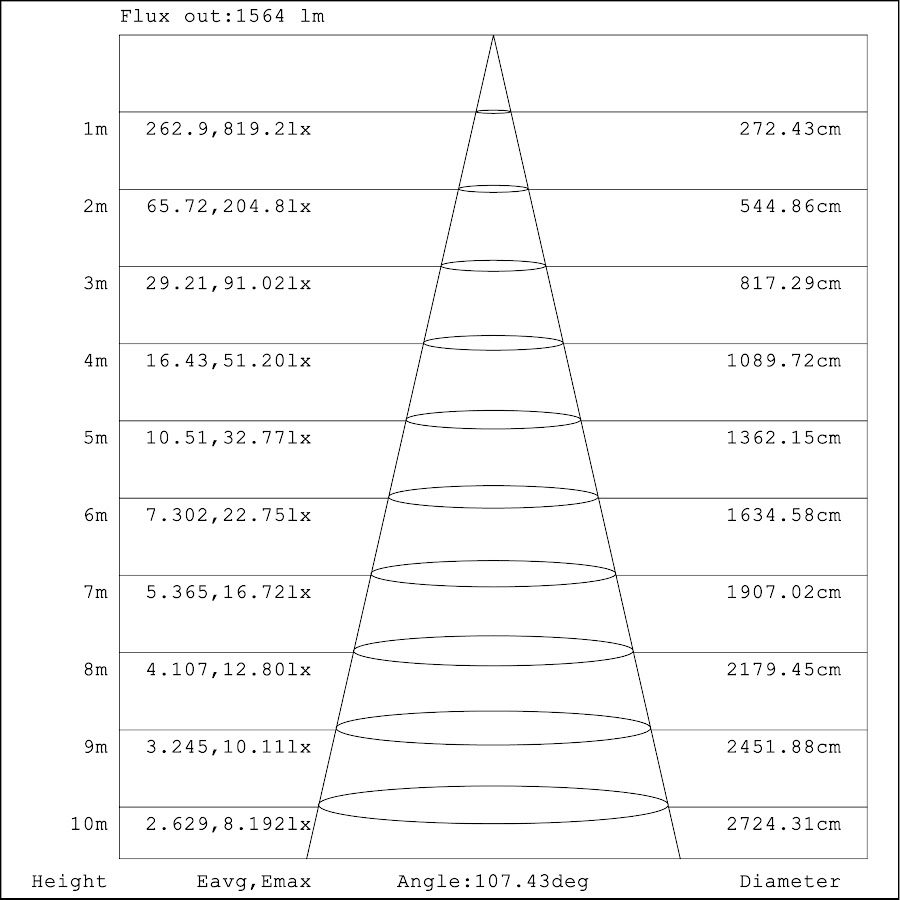 Flux out:1564 lm
1m 262.9,819.2lx 272.43cm
2m 65.72,204.8lx 544.86cm
3m 29.21,91.02lx 817.29cm
4m 16.43,51.20lx 1089.72cm
5m 10.51,32.77lx 1362.15cm
6m 7.302,22.75lx 1634.58cm
7m 5.365,16.72lx 1907.02cm
8m 4.107,12.80lx 2179.45cm
9m 3.245,10.11lx 2451.88cm
10m 2.629,8.192lx 2724.31cm
Height Eavg,Emax Angle:107.43deg Diameter